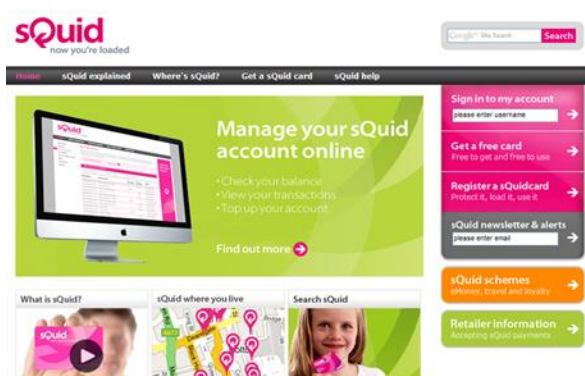 sQuid
now you're loaded
Google™ Site Search
Search
Home
sQuid explained
Where's sQuid?
Get a sQuid card
sQuid help
Manage your sQuid
account online
• Check your balance
• View your transactions
• Top up your account
Find out more
Sign in to my account
please enter username
Get a free card
Free to get and free to use
Register a sQuidcard
Protect it, load it, use it
sQuid newsletter & alerts
please enter email
sQuid schemes
eMoney, travel and loyalty
Retailer Information
Accepting sQuid payments
What is sQuid?
sQuid where you live
Search sQuid
sQuid